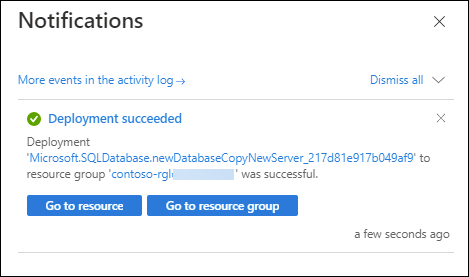 Notifications
More events in the activity log →
Dismiss all
Deployment succeeded
Deployment
'Microsoft.SQLDatabase.newDatabaseCopyNewServer_217d81e917b049af9' to
resource group 'contoso-rg ' was successful.
Go to resource
Go to resource group
a few seconds ago